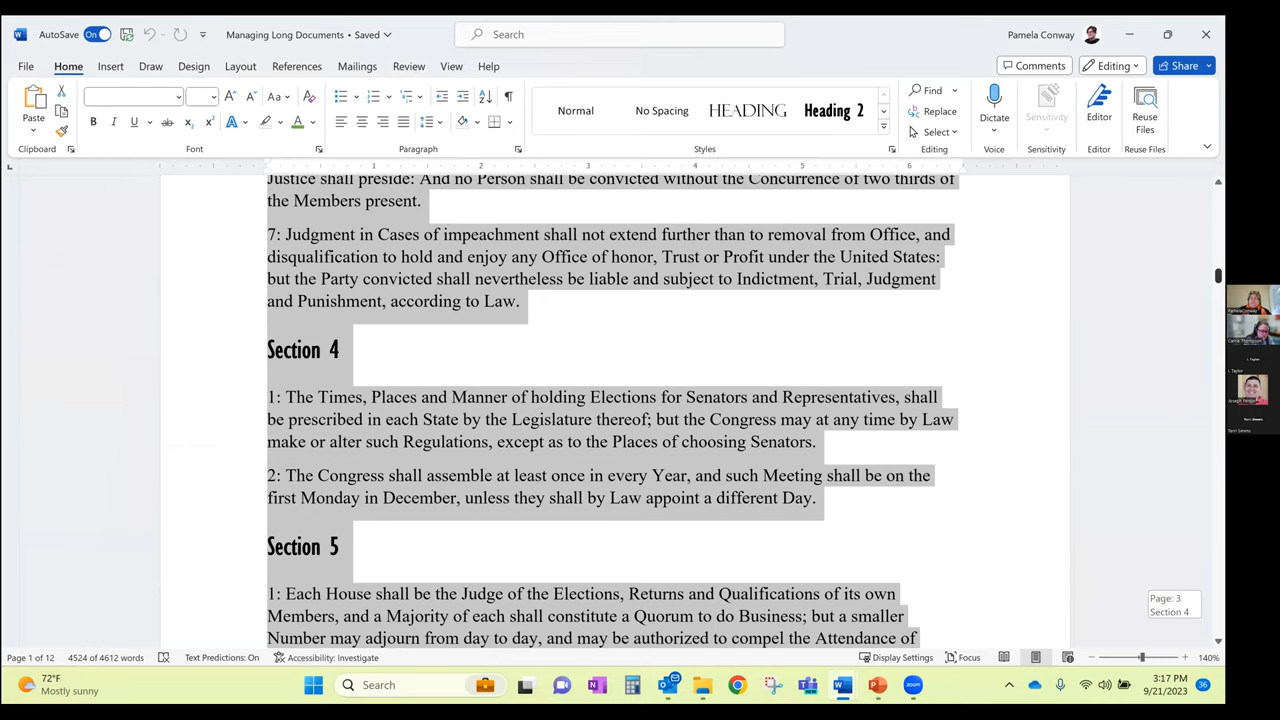 AutoSave On Managing Long Documents • Saved Search Pamela Conway
File Home Insert Draw Design Layout References Mailings Review View Help Comments Editing Share
Paste
Clipboard
Aa
B I U ab x₂ x² A A
Font
Paragraph
Normal No Spacing HEADING Heading 2
Styles
Find
Replace
Select
Editing
Dictate
Voice
Sensitivity
Sensitivity
Editor
Editor
Reuse Files
Reuse Files
1 2 3 4 5 6
Justice shall preside: And no Person shall be convicted without the Concurrence of two thirds of
the Members present.
7: Judgment in Cases of impeachment shall not extend further than to removal from Office, and
disqualification to hold and enjoy any Office of honor, Trust or Profit under the United States:
but the Party convicted shall nevertheless be liable and subject to Indictment, Trial, Judgment
and Punishment, according to Law.
Section 4
1: The Times, Places and Manner of holding Elections for Senators and Representatives, shall
be prescribed in each State by the Legislature thereof; but the Congress may at any time by Law
make or alter such Regulations, except as to the Places of choosing Senators.
2: The Congress shall assemble at least once in every Year, and such Meeting shall be on the
first Monday in December, unless they shall by Law appoint a different Day.
Section 5
1: Each House shall be the Judge of the Elections, Returns and Qualifications of its own
Members, and a Majority of each shall constitute a Quorum to do Business; but a smaller
Number may adjourn from day to day, and may be authorized to compel the Attendance of
Page: 3
Section 4
Page 1 of 12 4524 of 4612 words Text Predictions: On Accessibility: Investigate Display Settings Focus 140%
72°F
Mostly sunny
Search
3:17 PM
9/21/2023
36